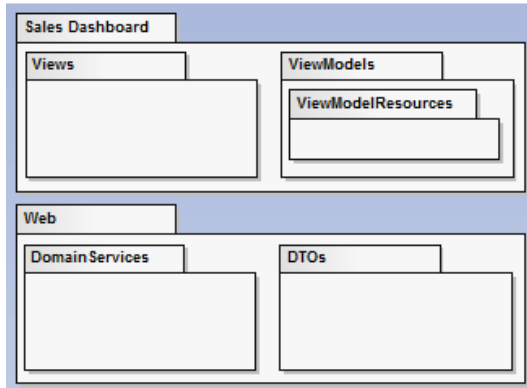 Sales Dashboard
Views
ViewModels
ViewModelResources
Web
DomainServices
DTOs